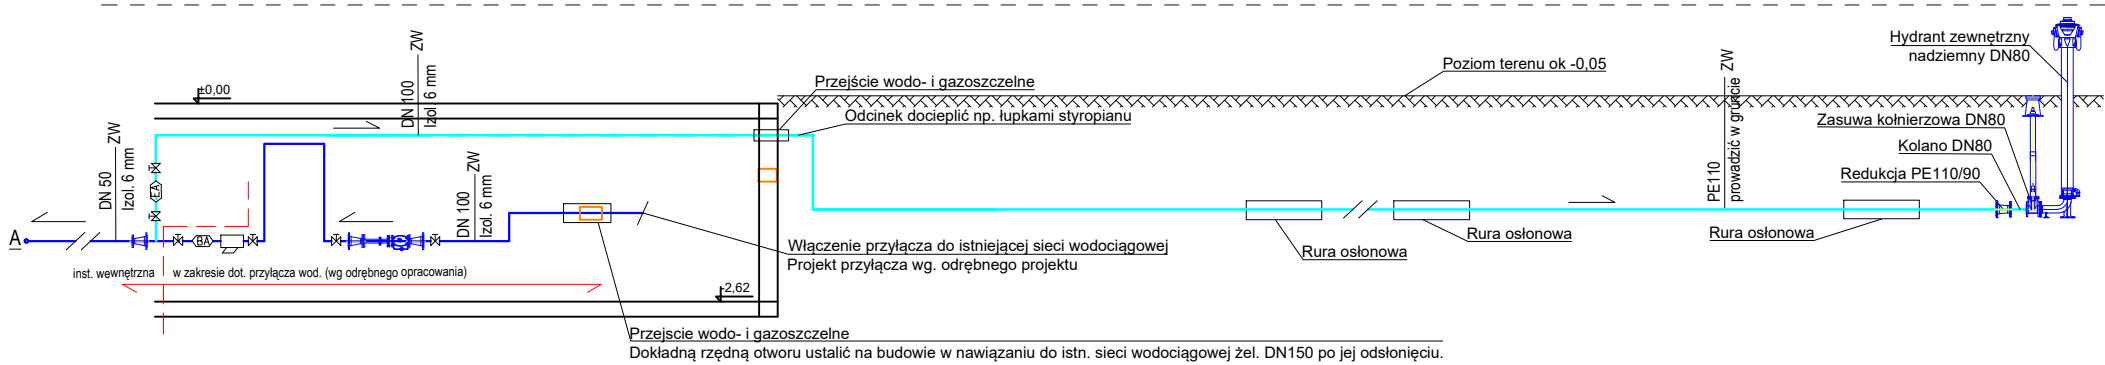 ±0,00
DN 100
Izol. 6 mm
ZW
Przejście wodo- i gazoszczelne
Odcinek docieplić np. łupkami styropianu
Poziom terenu ok -0,05
PE110
prowadzić w gruncie
ZW
Hydrant zewnętrzny
nadziemny DN80
Zasuwa kołnierzowa DN80
Kolano DN80
Redukcja PE110/90
DN 50
Izol. 6 mm
ZW
EA
DN 100
Izol. 6 mm
ZW
A
BA
Włączenie przyłącza do istniejącej sieci wodociągowej
Projekt przyłącza wg. odrębnego projektu
Rura osłonowa
Rura osłonowa
Rura osłonowa
inst. wewnętrzna
w zakresie dot. przyłącza wod. (wg odrębnego opracowania)
-2,62
Przejscie wodo- i gazoszczelne
Dokładną rzędną otworu ustalić na budowie w nawiązaniu do istn. sieci wodociągowej żel. DN150 po jej odsłonięciu.